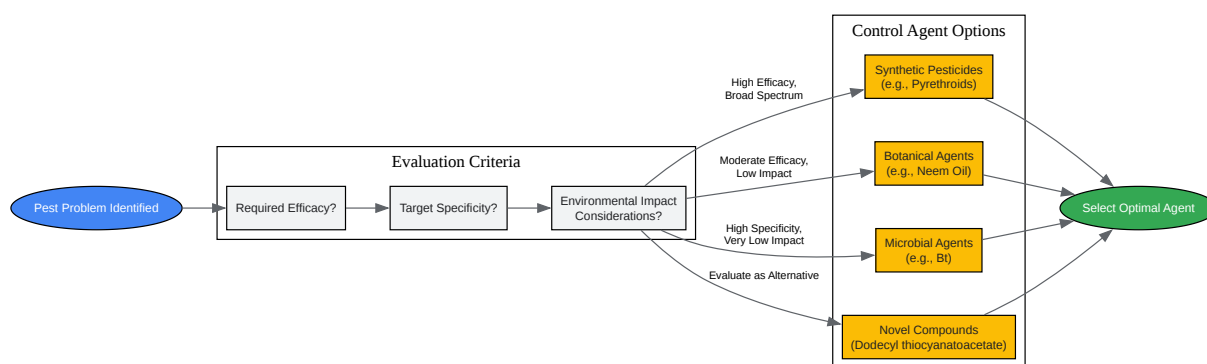 Control Agent Options
Synthetic Pesticides
(e.g., Pyrethroids)
High Efficacy,
Broad Spectrum
Evaluation Criteria
Botanical Agents
(e.g., Neem Oil)
Moderate Efficacy,
Low Impact
Pest Problem Identified
Required Efficacy?
Target Specificity?
Environmental Impact
Considerations?
Select Optimal Agent
High Specificity,
Very Low Impact
Microbial Agents
(e.g., Bt)
Evaluate as Alternative
Novel Compounds
(Dodecyl thiocyanatoacetate)